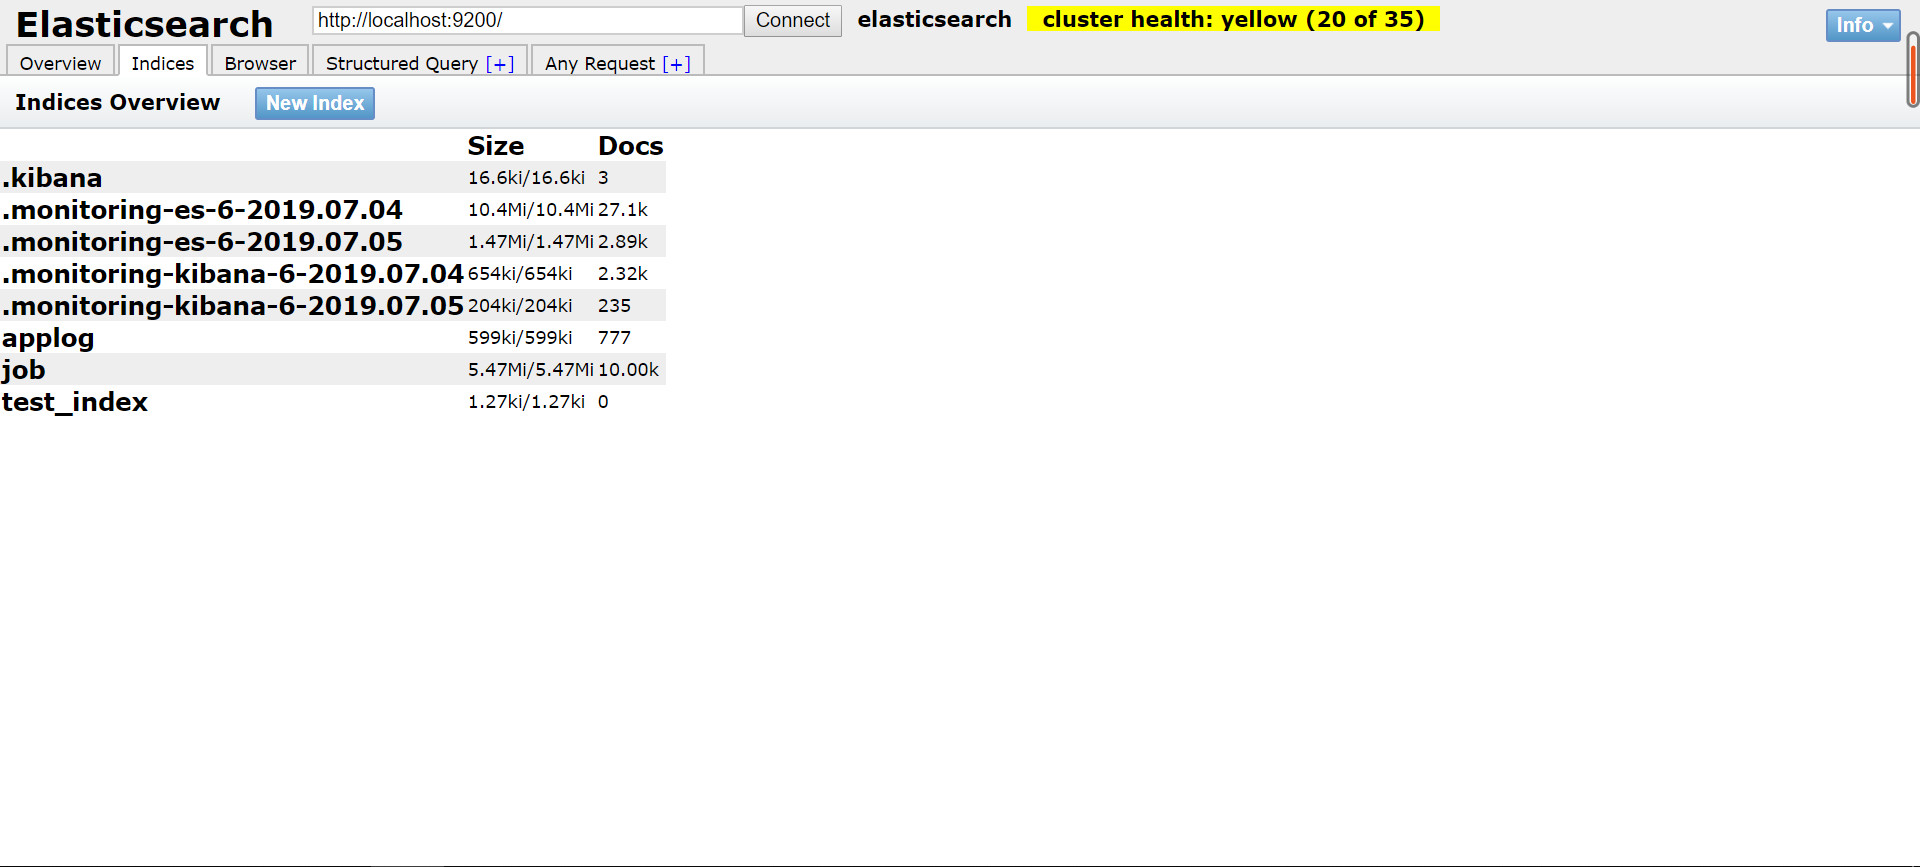 Elasticsearch http://localhost:9200/ Connect elasticsearch cluster health: yellow (20 of 35) Info
Overview Indices Browser Structured Query [+] Any Request [+]
Indices Overview New Index
Size Docs
.kibana 16.6ki/16.6ki 3
.monitoring-es-6-2019.07.04 10.4Mi/10.4Mi 27.1k
.monitoring-es-6-2019.07.05 1.47Mi/1.47Mi 2.89k
.monitoring-kibana-6-2019.07.04 654ki/654ki 2.32k
.monitoring-kibana-6-2019.07.05 204ki/204ki 235
applog 599ki/599ki 777
job 5.47Mi/5.47Mi 10.00k
test_index 1.27ki/1.27ki 0